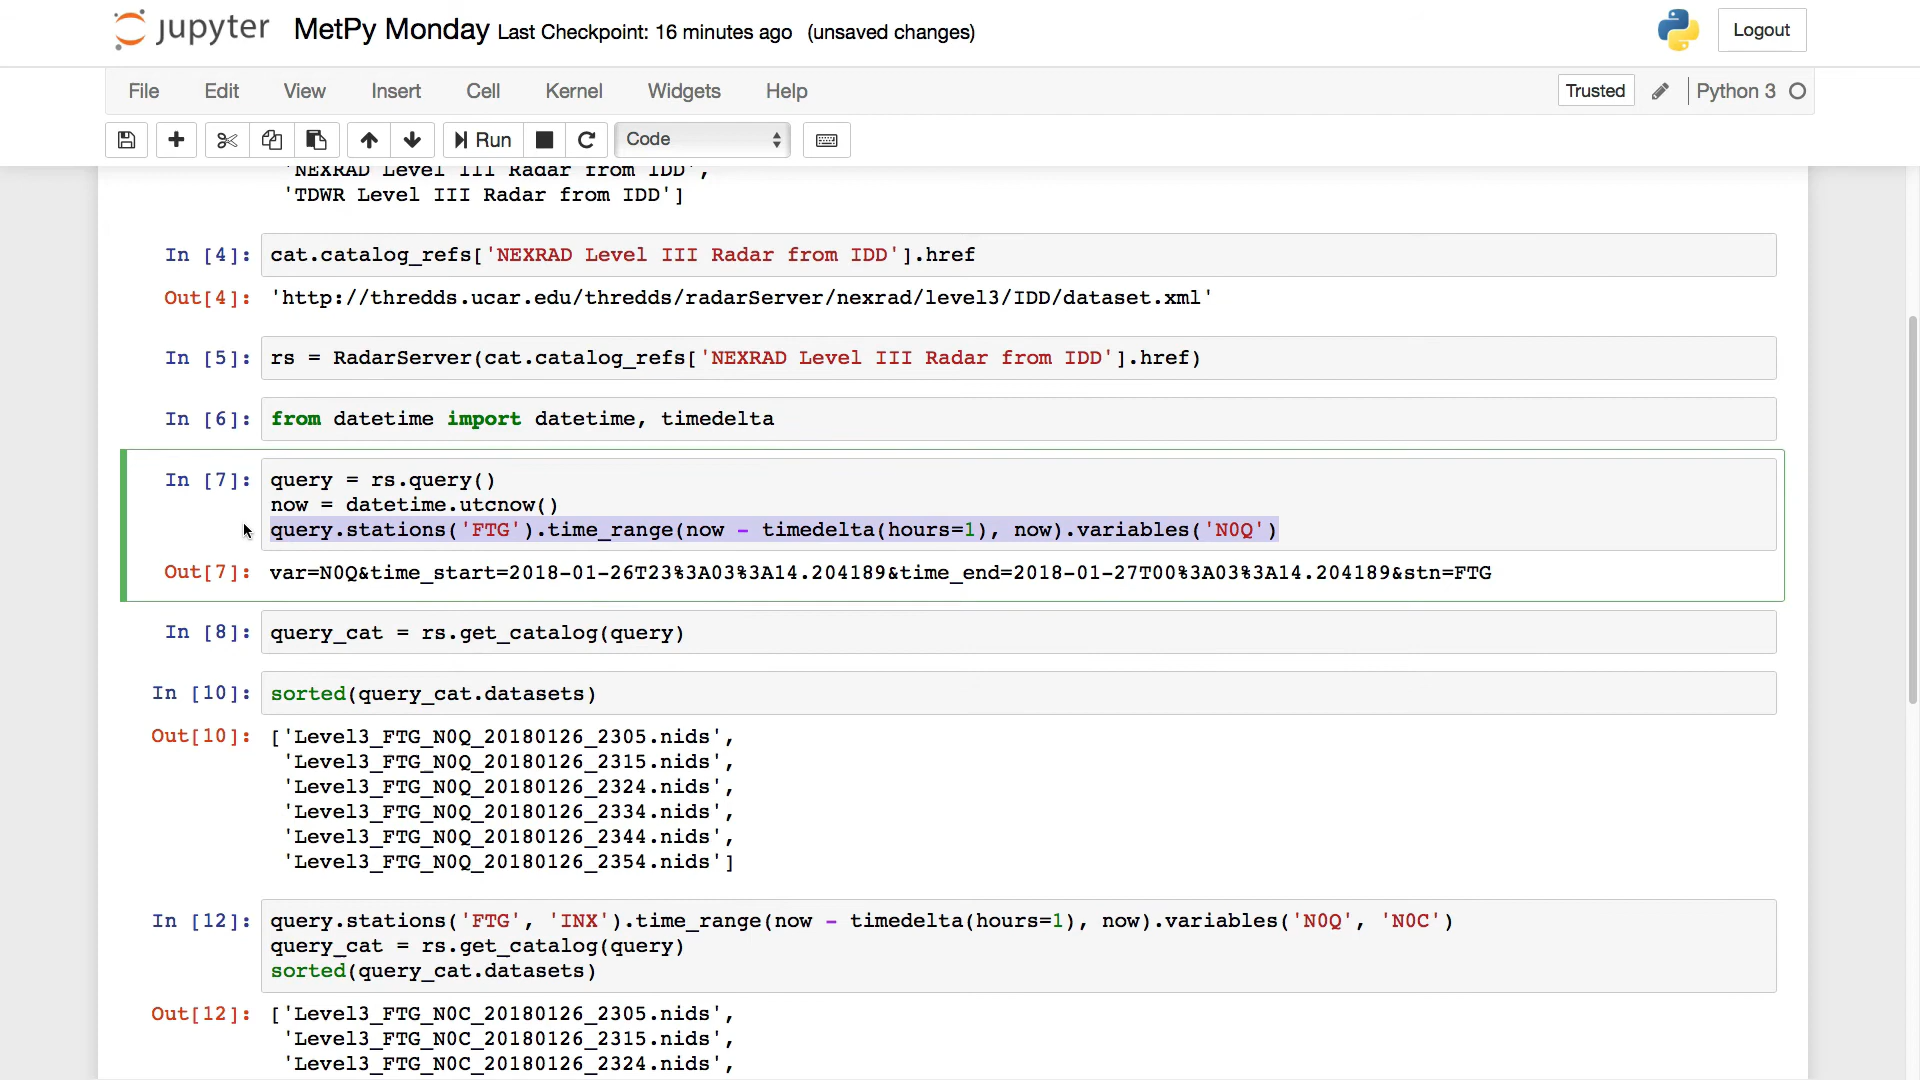 jupyter MetPy Monday Last Checkpoint: 16 minutes ago (unsaved changes) Logout
File Edit View Insert Cell Kernel Widgets Help Trusted Python 3
Run Code
'NEXRAD Level III Radar from IDD',
'TDWR Level III Radar from IDD']
In [4]: cat.catalog_refs['NEXRAD Level III Radar from IDD'].href
Out[4]: 'http://thredds.ucar.edu/thredds/radarServer/nexrad/level3/IDD/dataset.xml'
In [5]: rs = RadarServer(cat.catalog_refs['NEXRAD Level III Radar from IDD'].href)
In [6]: from datetime import datetime, timedelta
In [7]: query = rs.query()
now = datetime.utcnow()
query.stations('FTG').time_range(now - timedelta(hours=1), now).variables('N0Q')
Out[7]: var=N0Q&time_start=2018-01-26T23%3A03%3A14.204189&time_end=2018-01-27T00%3A03%3A14.204189&stn=FTG
In [8]: query_cat = rs.get_catalog(query)
In [10]: sorted(query_cat.datasets)
Out[10]: ['Level3_FTG_N0Q_20180126_2305.nids',
'Level3_FTG_N0Q_20180126_2315.nids',
'Level3_FTG_N0Q_20180126_2324.nids',
'Level3_FTG_N0Q_20180126_2334.nids',
'Level3_FTG_N0Q_20180126_2344.nids',
'Level3_FTG_N0Q_20180126_2354.nids']
In [12]: query.stations('FTG', 'INX').time_range(now - timedelta(hours=1), now).variables('N0Q', 'N0C')
query_cat = rs.get_catalog(query)
sorted(query_cat.datasets)
Out[12]: ['Level3_FTG_N0C_20180126_2305.nids',
'Level3_FTG_N0C_20180126_2315.nids',
'Level3_FTG_N0C_20180126_2324.nids',